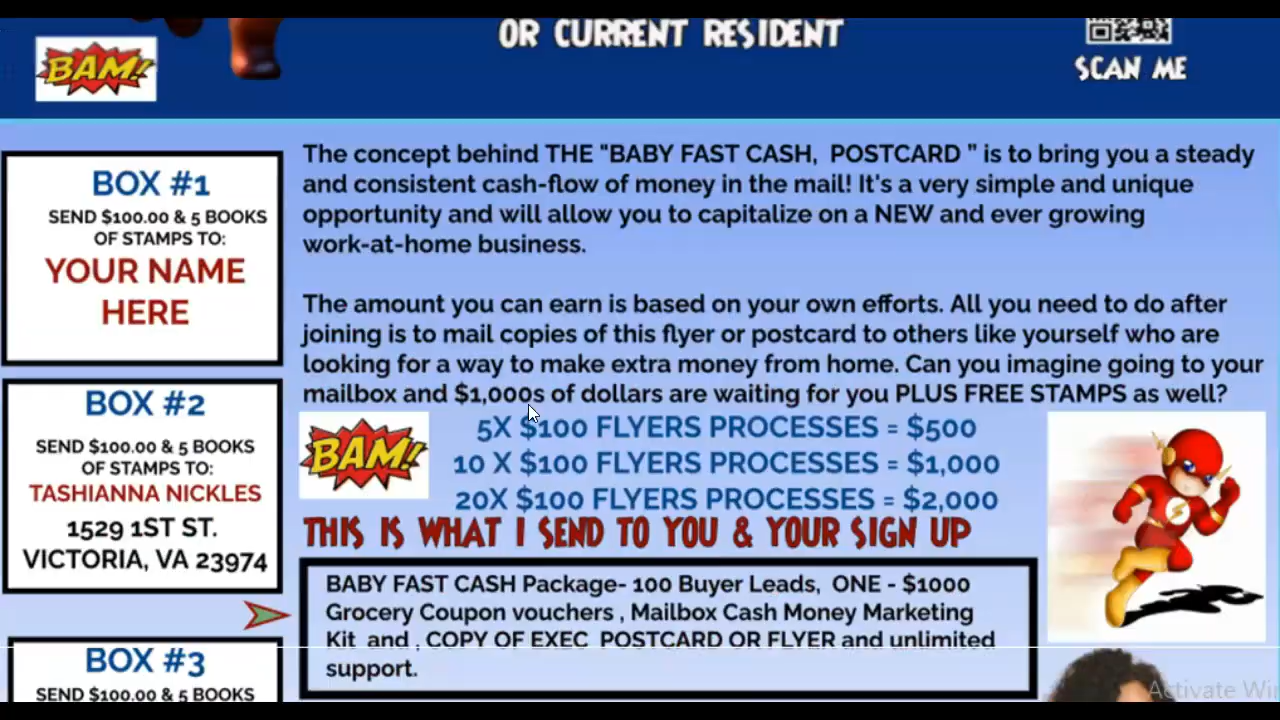 OR CURRENT RESIDENT
BAM!
SCAN ME
BOX #1
SEND $100.00 & 5 BOOKS
OF STAMPS TO:
YOUR NAME
HERE
BOX #2
SEND $100.00 & 5 BOOKS
OF STAMPS TO:
TASHIANNA NICKLES
1529 1ST ST.
VICTORIA, VA 23974
BOX #3
SEND $100.00 & 5 BOOKS
The concept behind THE "BABY FAST CASH, POSTCARD " is to bring you a steady
and consistent cash-flow of money in the mail! It's a very simple and unique
opportunity and will allow you to capitalize on a NEW and ever growing
work-at-home business.
The amount you can earn is based on your own efforts. All you need to do after
joining is to mail copies of this flyer or postcard to others like yourself who are
looking for a way to make extra money from home. Can you imagine going to your
mailbox and $1,000s of dollars are waiting for you PLUS FREE STAMPS as well?
BAM!
5X $100 FLYERS PROCESSES = $500
10 X $100 FLYERS PROCESSES = $1,000
20X $100 FLYERS PROCESSES = $2,000
THIS IS WHAT I SEND TO YOU & YOUR SIGN UP
BABY FAST CASH Package- 100 Buyer Leads, ONE - $1000
Grocery Coupon vouchers , Mailbox Cash Money Marketing
Kit and , COPY OF EXEC POSTCARD OR FLYER and unlimited
support.
Activate Wi